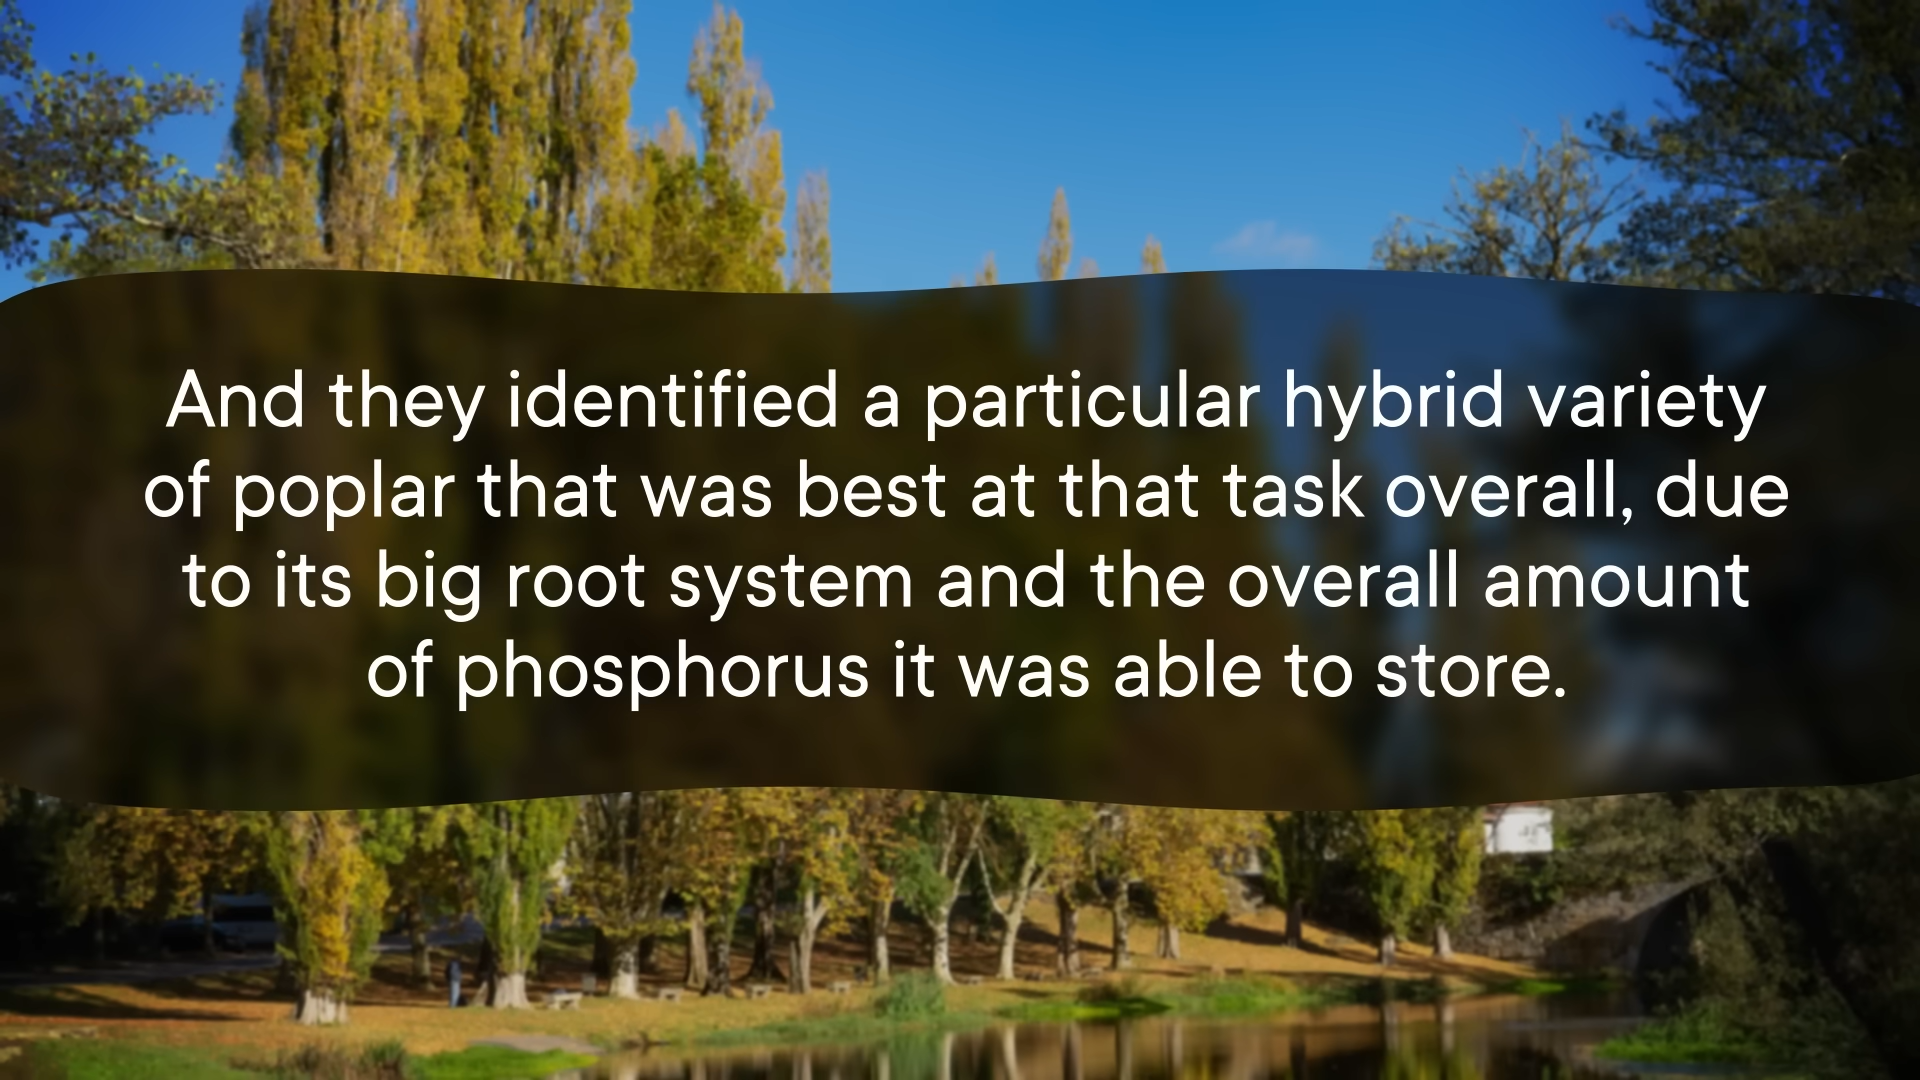 And they identified a particular hybrid variety
of poplar that was best at that task overall, due
to its big root system and the overall amount
of phosphorus it was able to store.